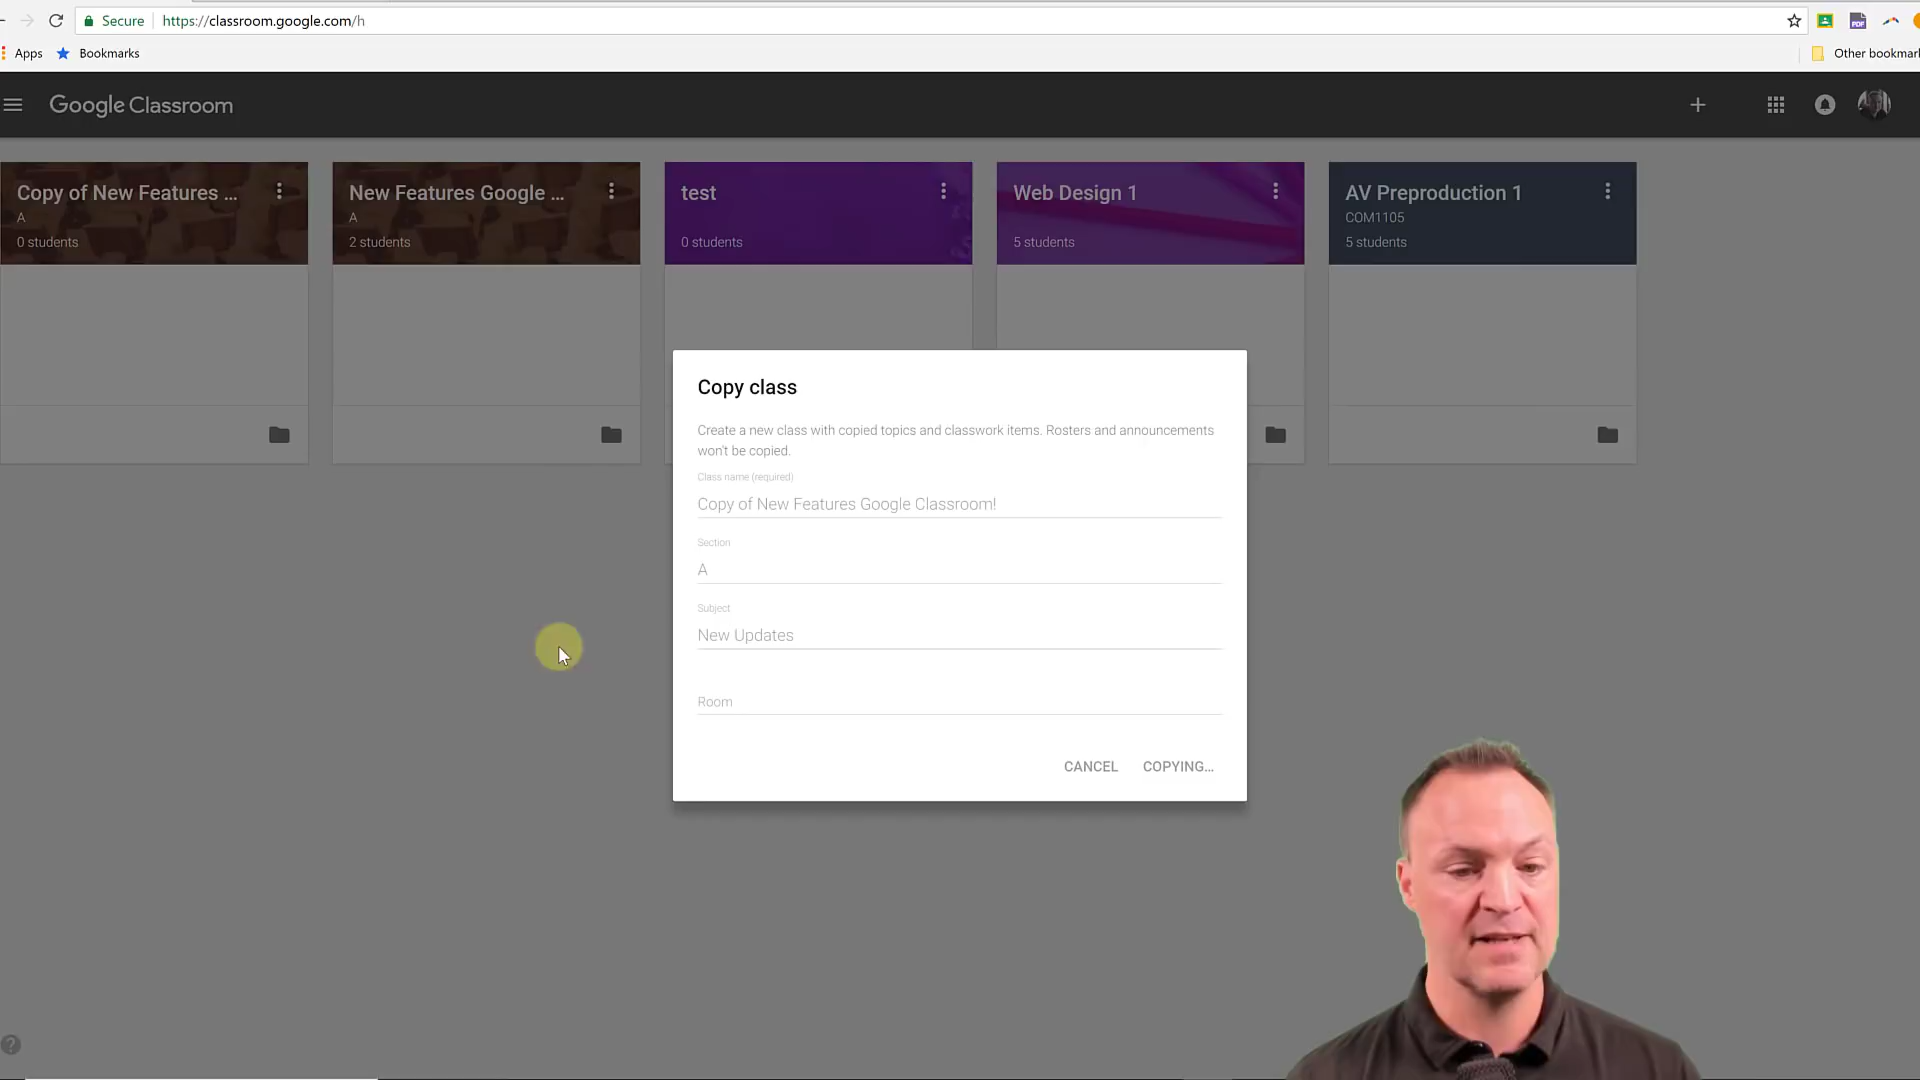 Secure https://classroom.google.com/h
Apps Bookmarks Other bookmar
Google Classroom
Copy of New Features ...
A
0 students
New Features Google ...
A
2 students
test
0 students
Web Design 1
5 students
AV Preproduction 1
COM1105
5 students
Copy class
Create a new class with copied topics and classwork items. Rosters and announcements
won't be copied.
Class name (required)
Copy of New Features Google Classroom!
Section
A
Subject
New Updates
Room
CANCEL COPYING...